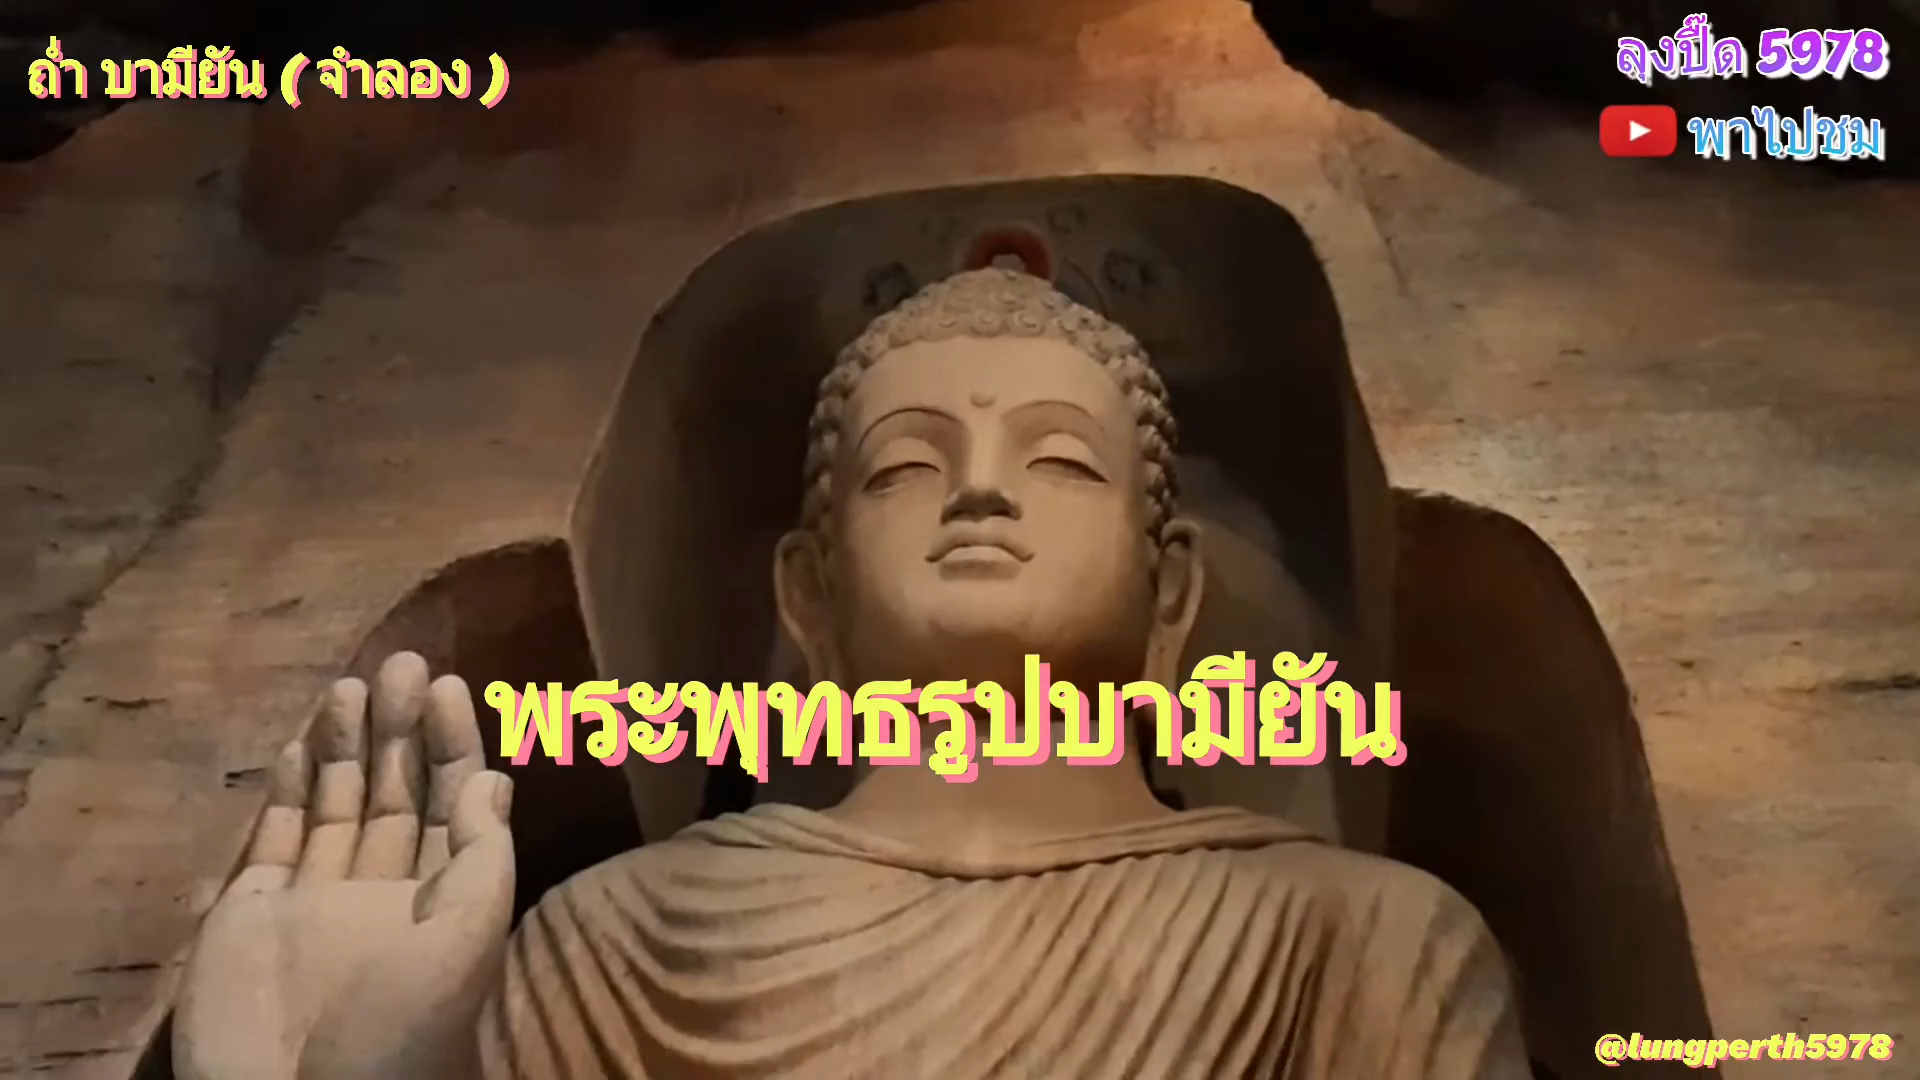 ถ่ำ บามียัน ( จำลอง )
ลุงปื๊ด 5978
พาไปชม
พระพุทธรูปบามียัน
@lungperth5978